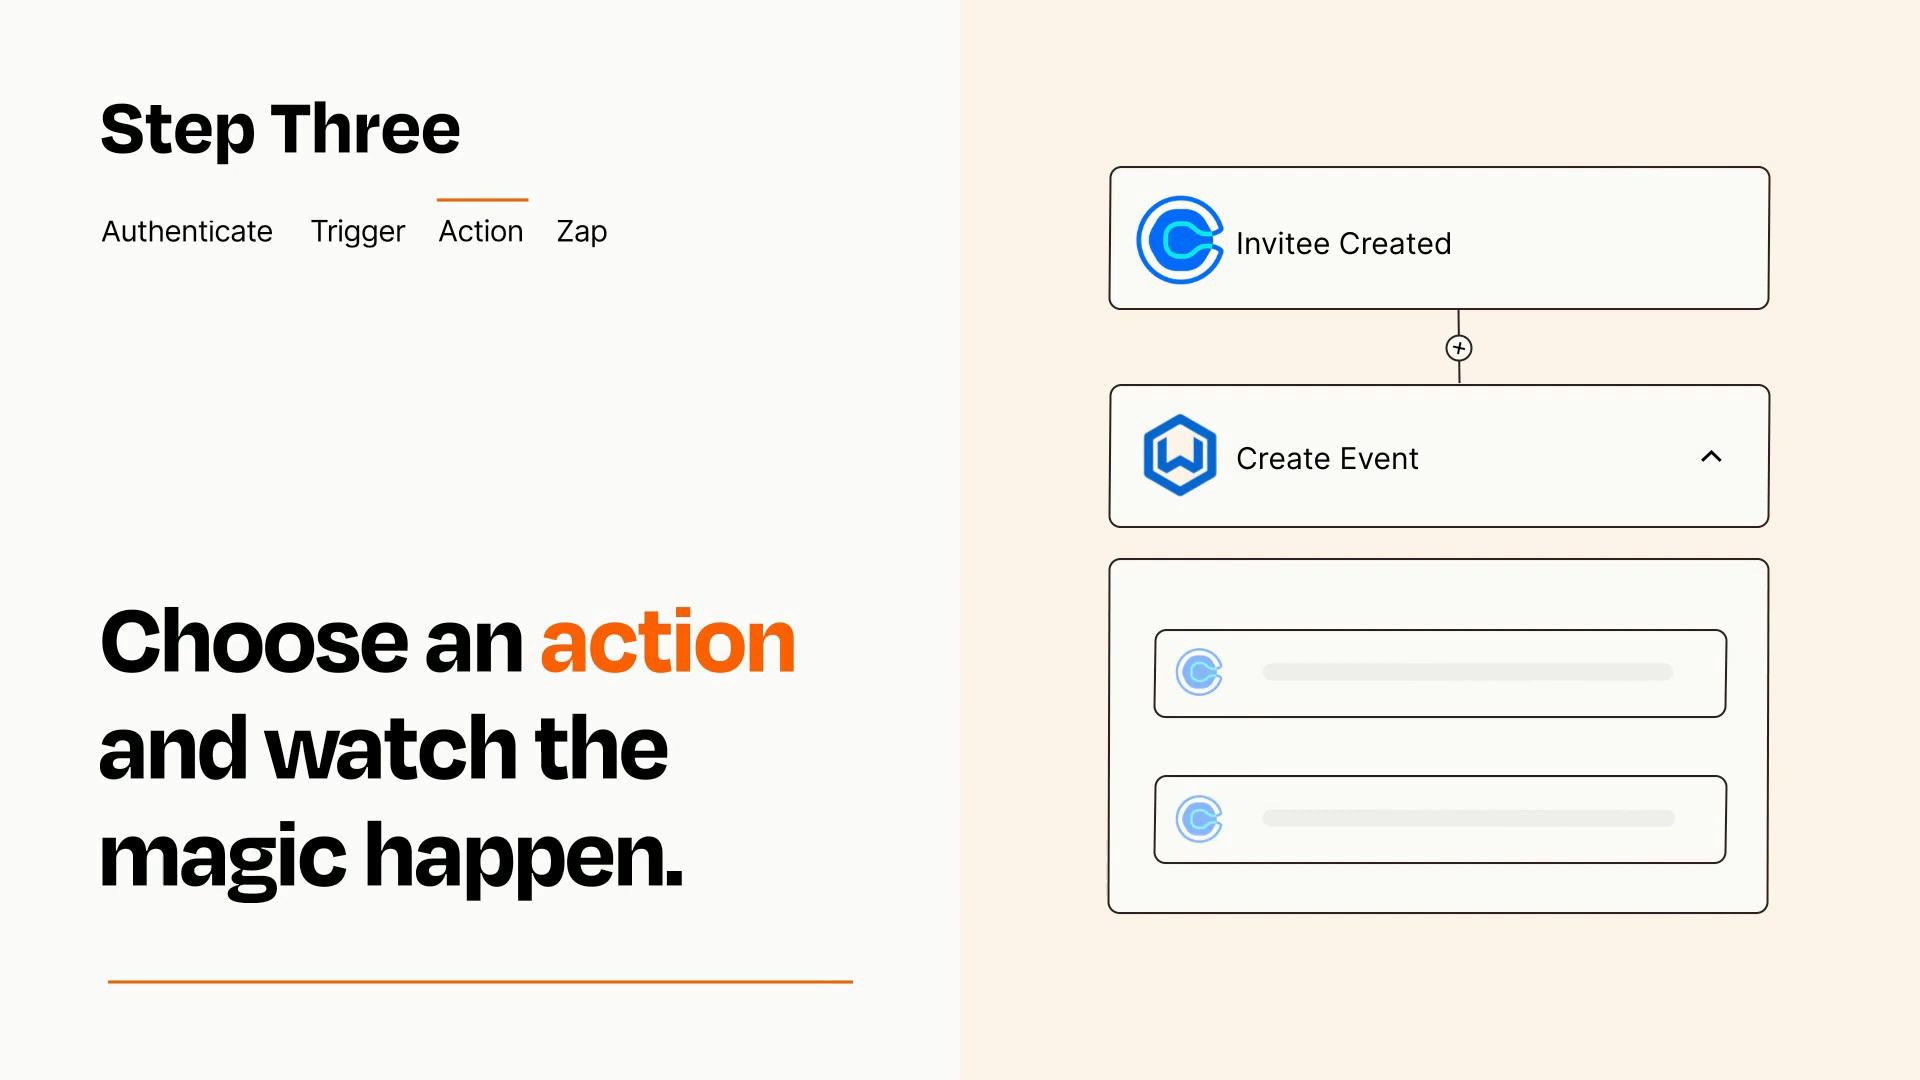 Step Three
Authenticate Trigger Action Zap
Choose an action
and watch the
magic happen.
Invitee Created
Create Event